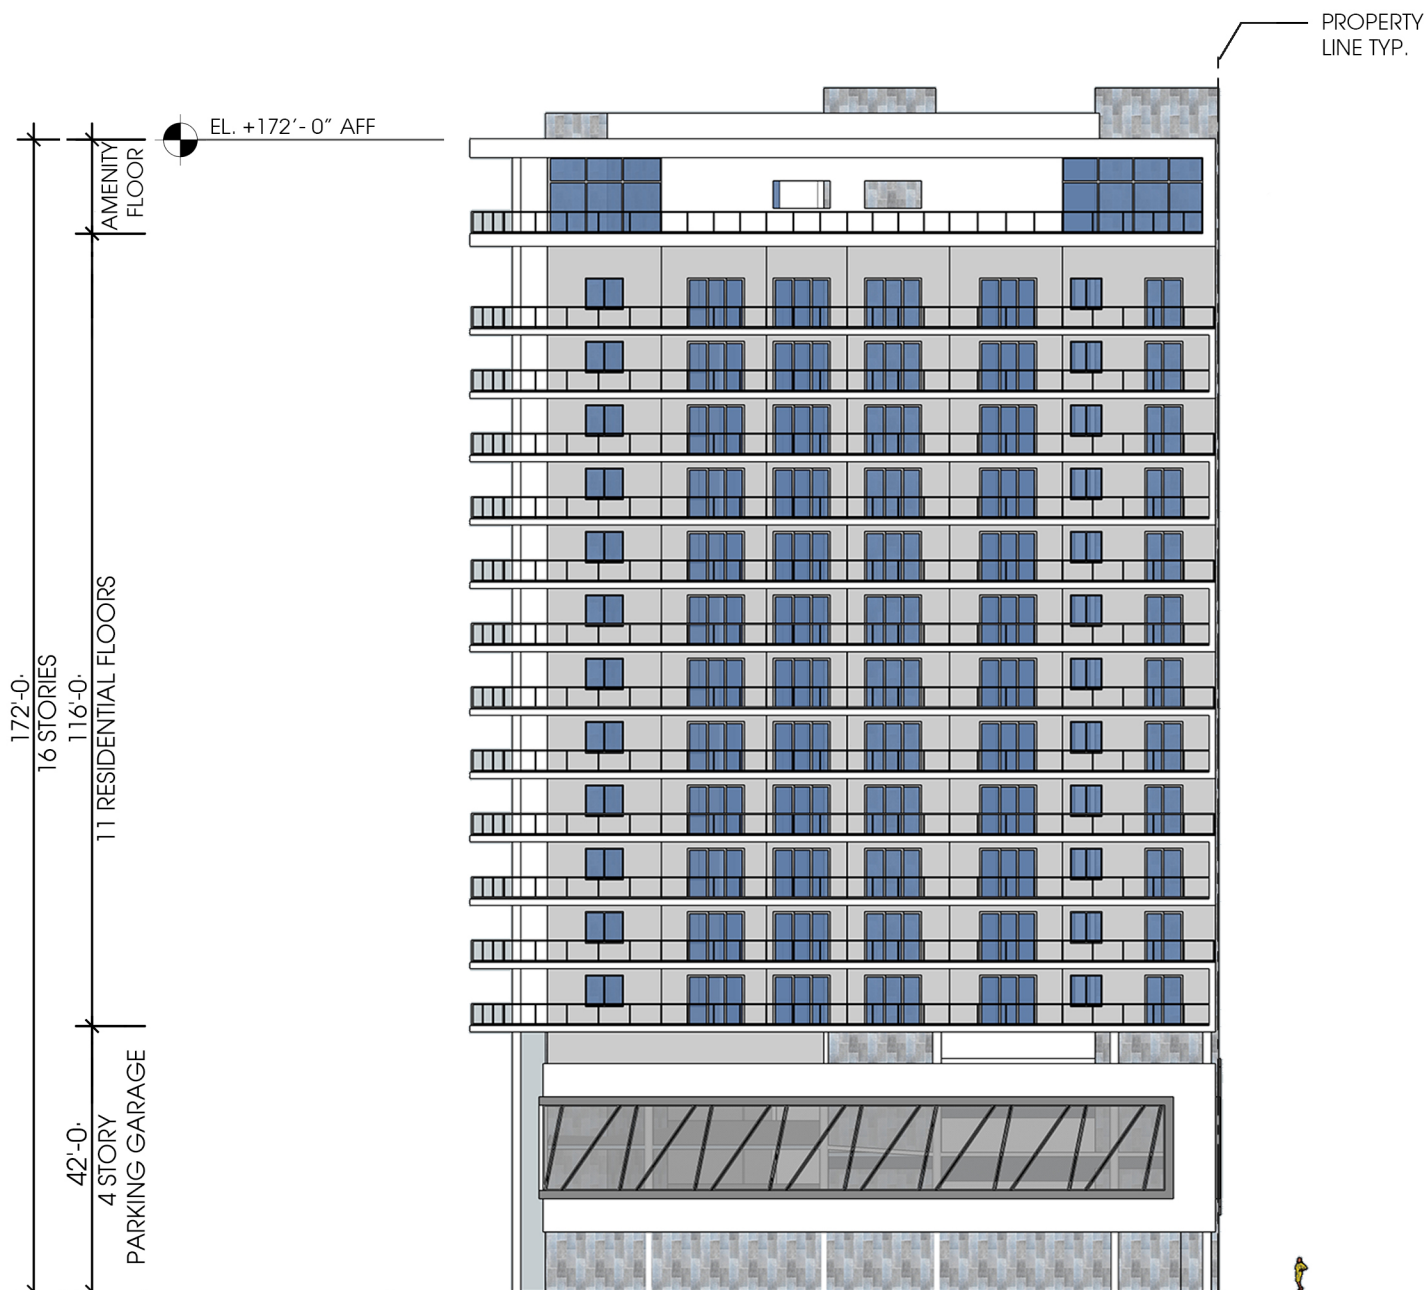 PROPERTY
LINE TYP.
EL. +172'- 0" AFF
AMENITY
FLOOR
172'-0"
16 STORIES
116'-0"
11 RESIDENTIAL FLOORS
42'-0"
4 STORY
PARKING GARAGE